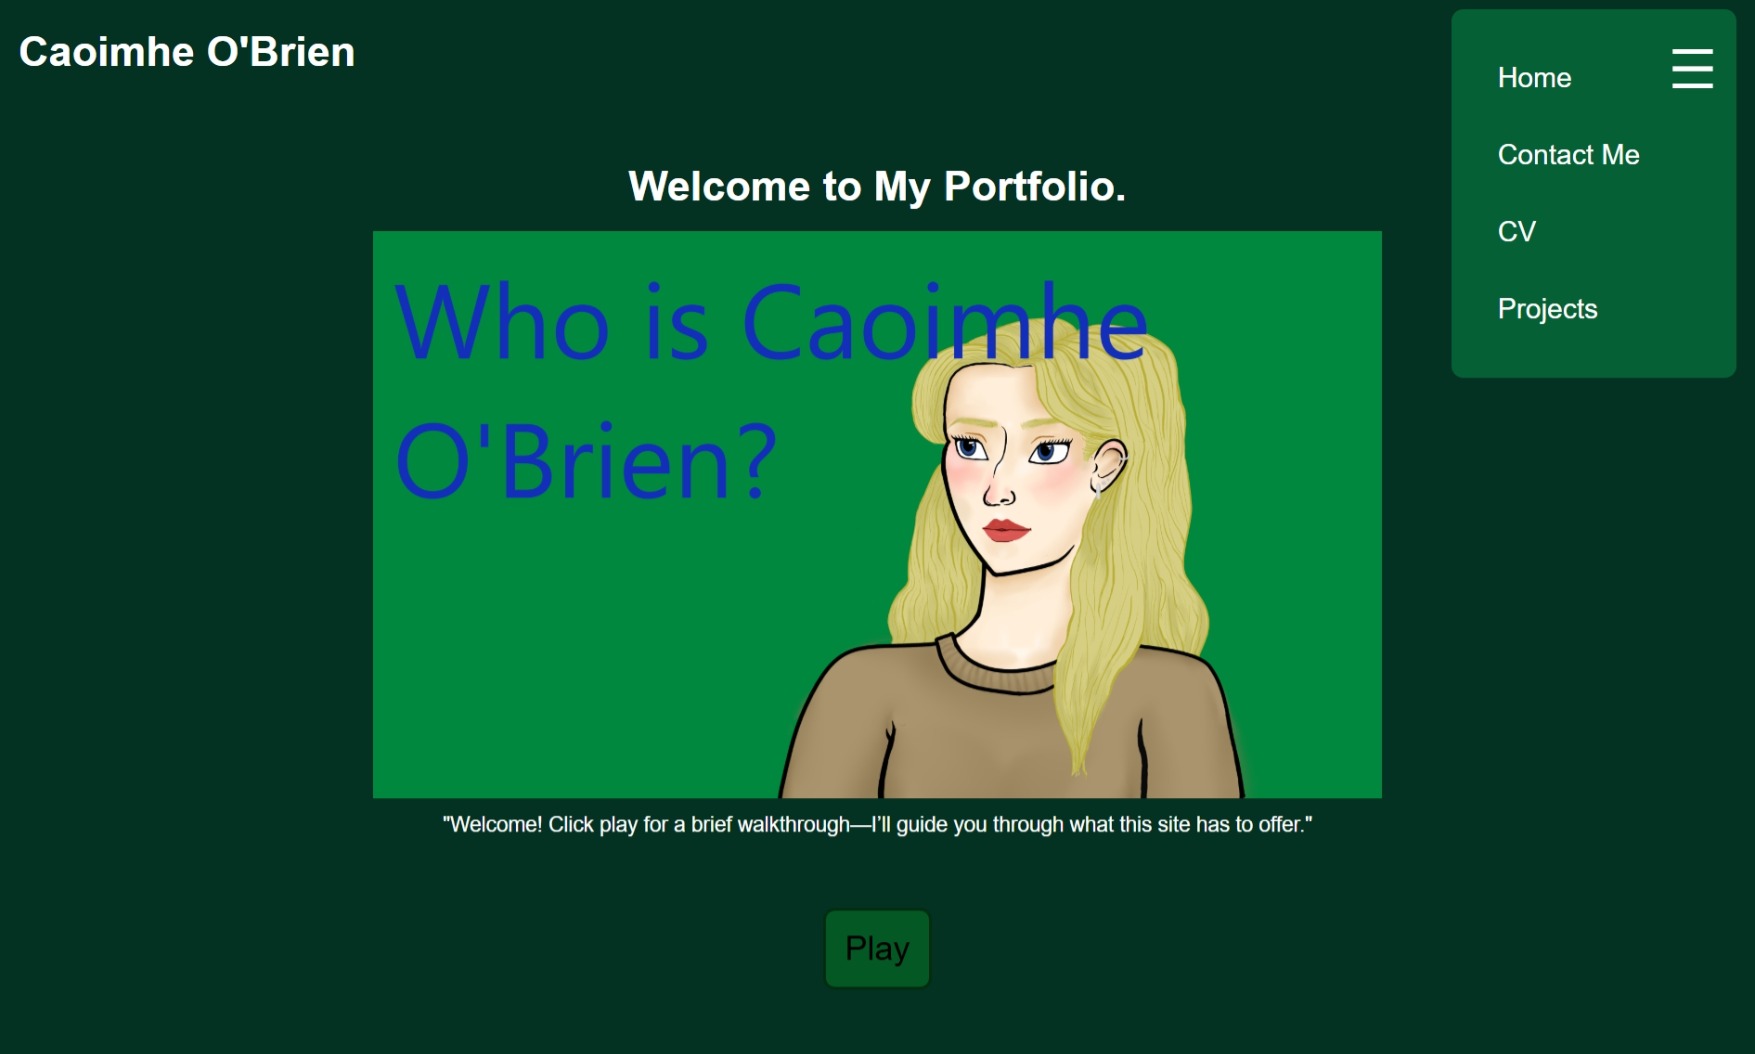 Caoimhe O'Brien
Home
Contact Me
CV
Projects
Welcome to My Portfolio.
Who is Caoimhe
O'Brien?
"Welcome! Click play for a brief walkthrough—I’ll guide you through what this site has to offer."
Play